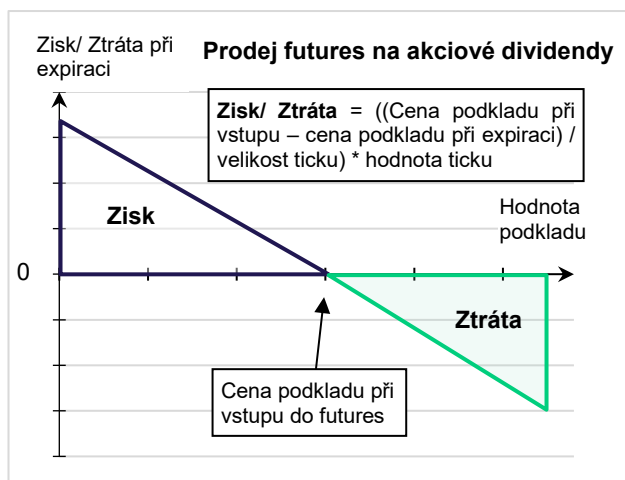 Zisk/ Ztráta při
expiraci
Prodej futures na akciové dividendy
Zisk/ Ztráta = ((Cena podkladu při
vstupu – cena podkladu při expiraci) /
velikost ticku) * hodnota ticku
Zisk
Hodnota
podkladu
0
Ztráta
Cena podkladu při
vstupu do futures